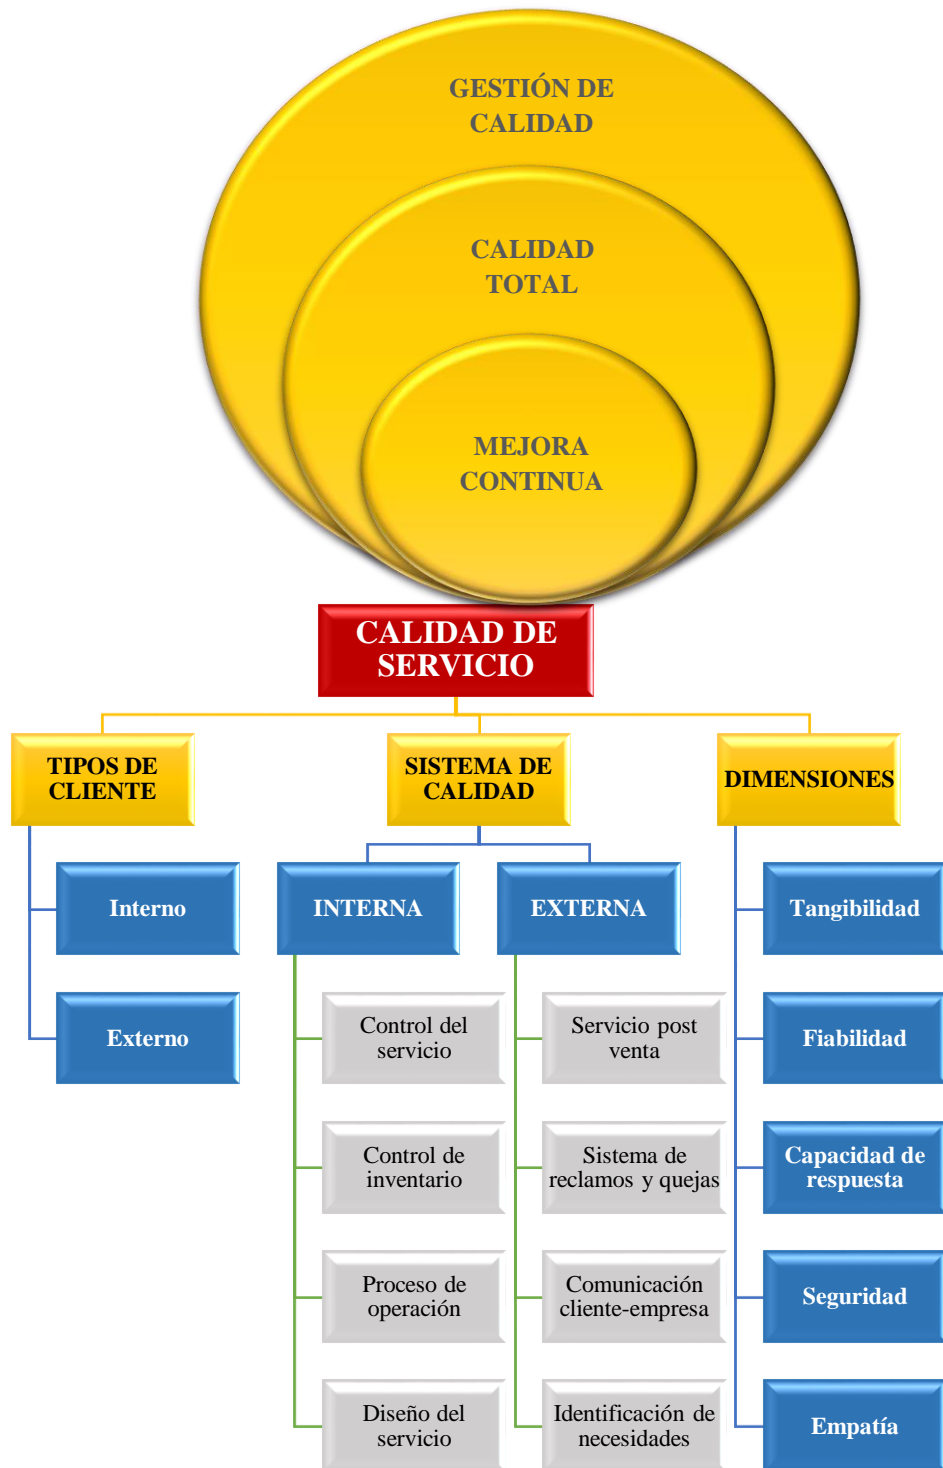 GESTIÓN DE
CALIDAD
CALIDAD
TOTAL
MEJORA
CONTINUA
CALIDAD DE
SERVICIO
TIPOS DE
CLIENTE
Interno
Externo
SISTEMA DE
CALIDAD
INTERNA
Control del
servicio
Control de
inventario
Proceso de
operación
Diseño del
servicio
EXTERNA
Servicio post
venta
Sistema de
reclamos y quejas
Comunicación
cliente-empresa
Identificación de
necesidades
DIMENSIONES
Tangibilidad
Fiabilidad
Capacidad de
respuesta
Seguridad
Empatía